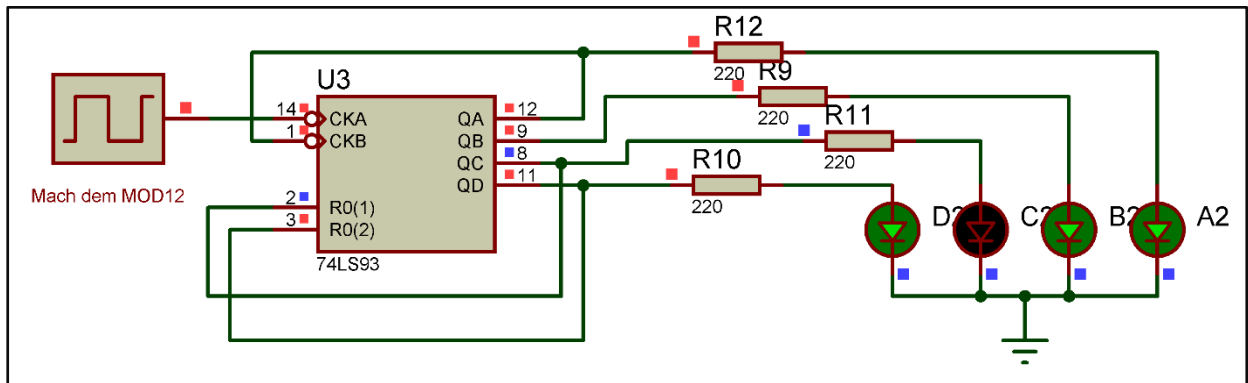 R12
220
R9
220
R11
220
R10
220
U3
14
CKA
1
CKB
2
R0(1)
3
R0(2)
QA
12
QB
9
QC
8
QD
11
74LS93
Mach dem MOD12
D2
C2
B2
A2